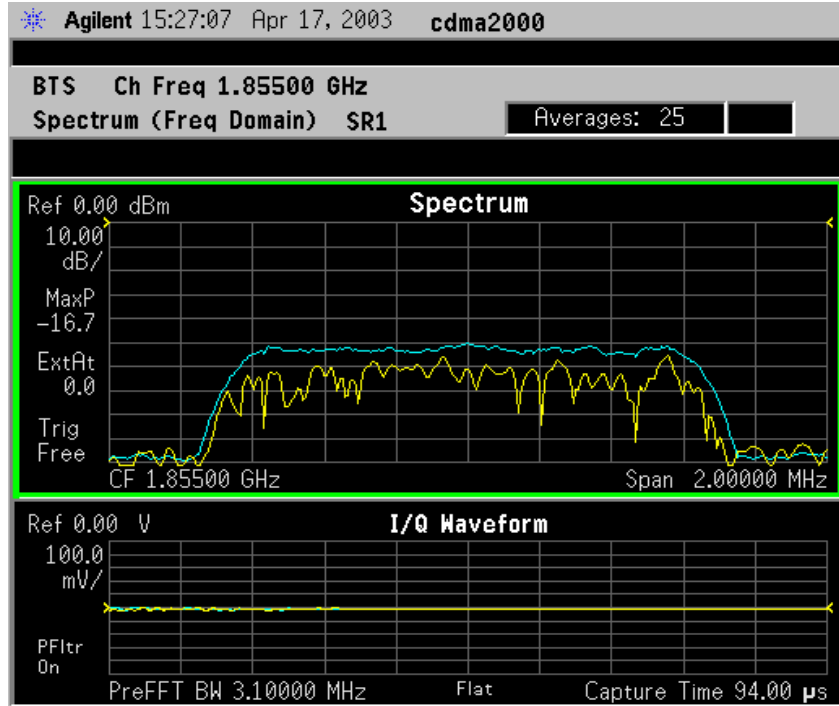 Agilent 15:27:07 Apr 17, 2003 cdma2000
BTS Ch Freq 1.85500 GHz
Spectrum (Freq Domain) SR1 Averages: 25
Ref 0.00 dBm Spectrum
10.00
dB/
MaxP
-16.7
ExtAt
0.0
Trig
Free
CF 1.85500 GHz Span 2.00000 MHz
Ref 0.00 V I/Q Waveform
100.0
mV/
PFltr
On
PreFFT BW 3.10000 MHz Flat Capture Time 94.00 µs